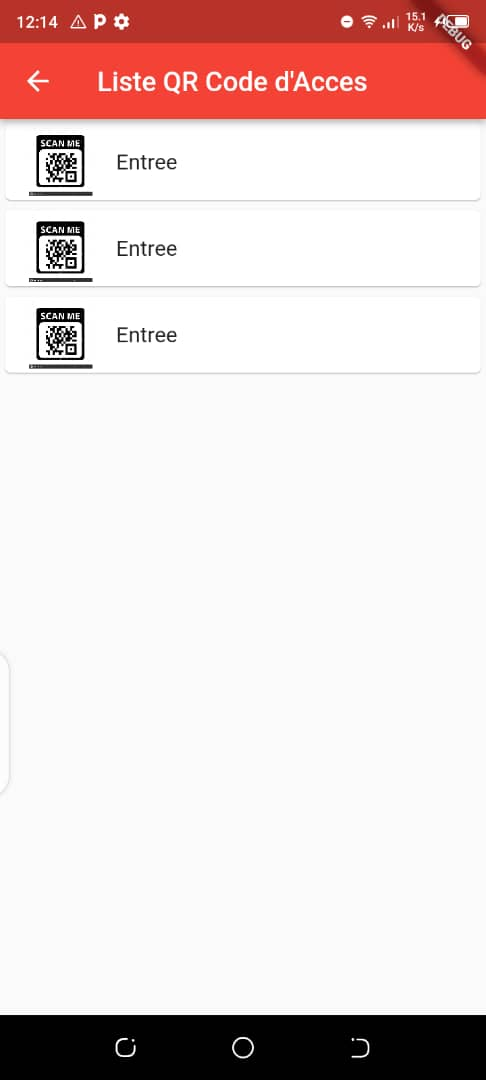 12:14 P 15.1 K/s
DEBUG
Liste QR Code d'Acces
SCAN ME
Entree
SCAN ME
Entree
SCAN ME
Entree